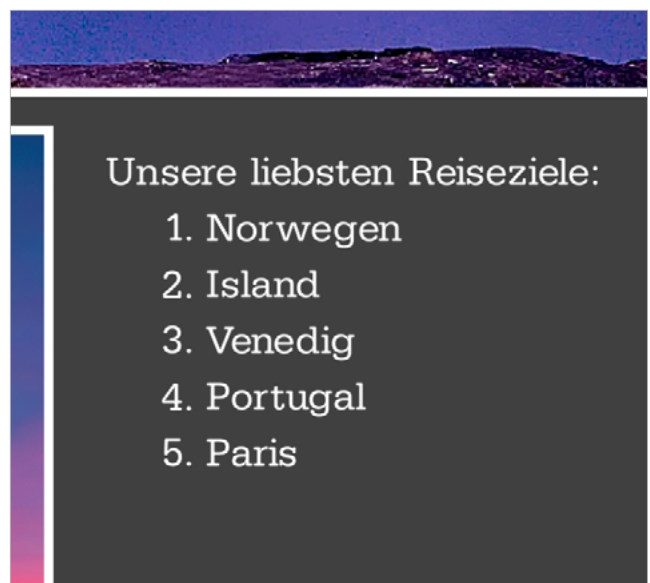 Unsere liebsten Reiseziele:
1. Norwegen
2. Island
3. Venedig
4. Portugal
5. Paris